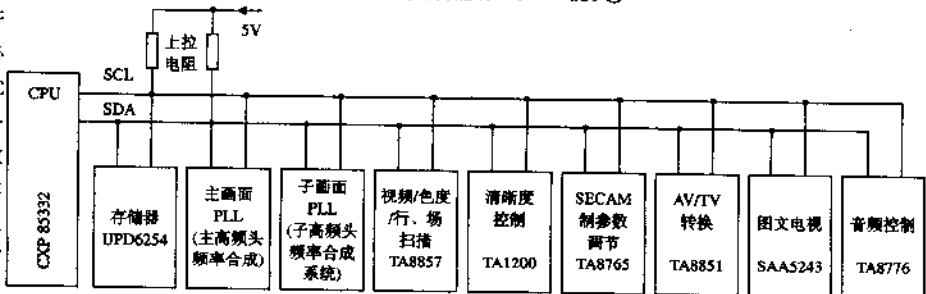 5V
上拉
电阻
SCL
SDA
CPU
CXP 85332
存储器
UPD6254
主画面
PLL
(主高频头
频率合成)
子画面
PLL
(子高频头
频率合成
系统)
视频/色度
/行、场
扫描
TA8857
清晰度
控制
TA1200
SECAM
制参数
调节
TA8765
AV/TV
转换
TA8851
图文电视
SAA5243
音频控制
TA8776